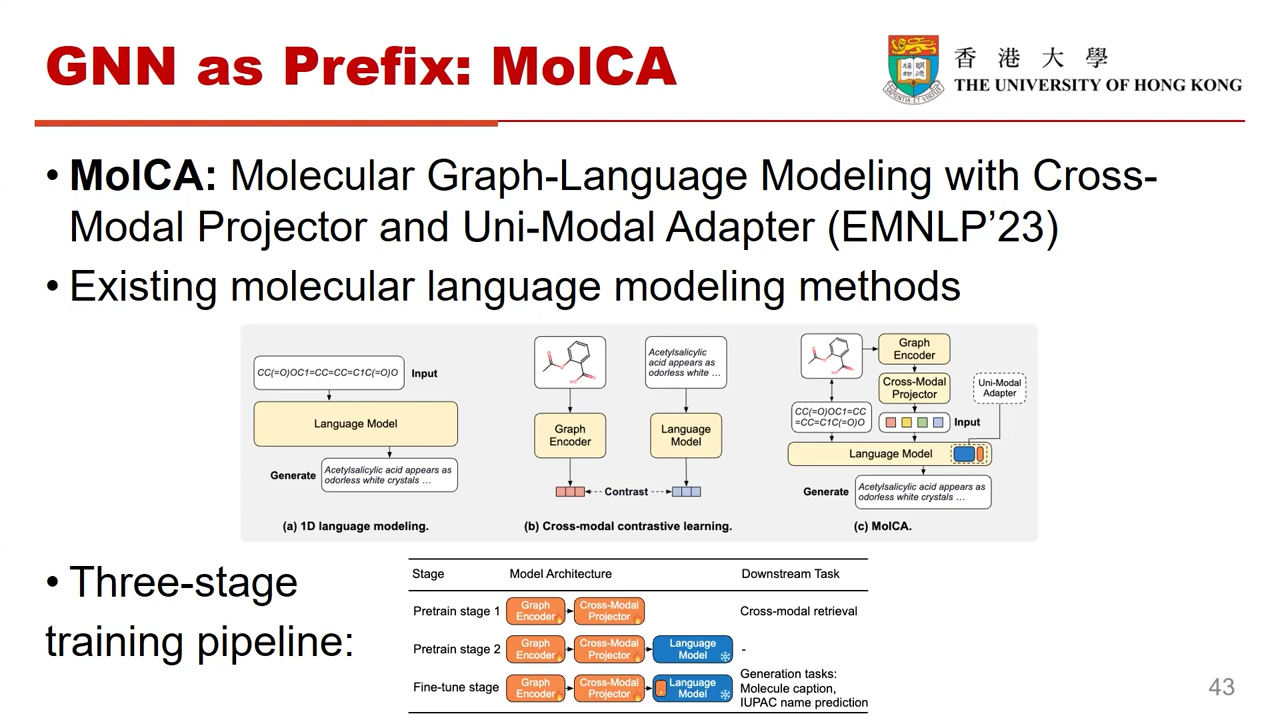 GNN as Prefix: MolCA
香港大學
THE UNIVERSITY OF HONG KONG
• MolCA: Molecular Graph-Language Modeling with Cross-
Modal Projector and Uni-Modal Adapter (EMNLP’23)
• Existing molecular language modeling methods
CC(=O)OC1=CC=CC=C1C(=O)O
Input
Language Model
Generate
Acetylsalicylic acid appears as
odorless white crystals …
(a) 1D language modeling.
HO
Acetylsalicylic
acid appears as
odorless white …
Graph
Encoder
Language
Model
Contrast
(b) Cross-modal contrastive learning.
HO
Graph
Encoder
Cross-Modal
Projector
Uni-Modal
Adapter
CC(=O)OC1=CC
=CC=C1C(=O)O
Input
Language Model
Generate
Acetylsalicylic acid appears as
odorless white crystals …
(c) MolCA.
• Three-stage
training pipeline:
Stage Model Architecture Downstream Task
Pretrain stage 1
Graph
Encoder
Cross-Modal
Projector
Cross-modal retrieval
Pretrain stage 2
Graph
Encoder
Cross-Modal
Projector
Language
Model
-
Fine-tune stage
Graph
Encoder
Cross-Modal
Projector
Language
Model
Generation tasks:
Molecule caption,
IUPAC name prediction
43